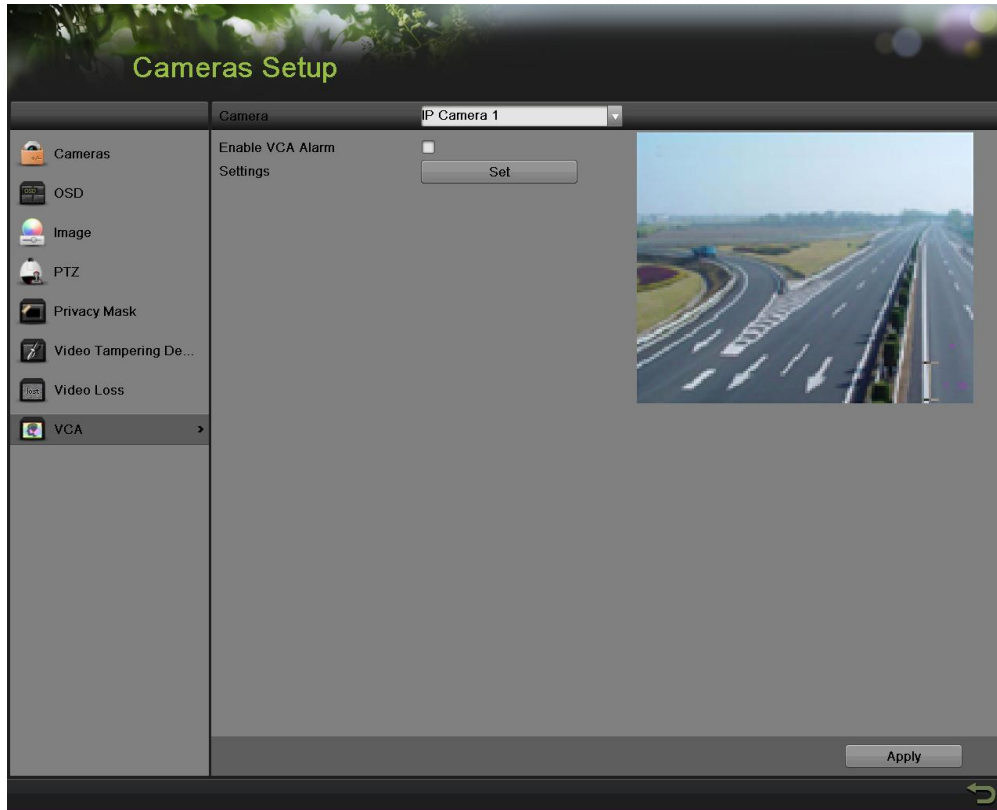 Cameras Setup
Camera IP Camera 1
Cameras
OSD
Image
PTZ
Privacy Mask
Video Tampering De...
Video Loss
VCA
Enable VCA Alarm
Settings Set
Apply